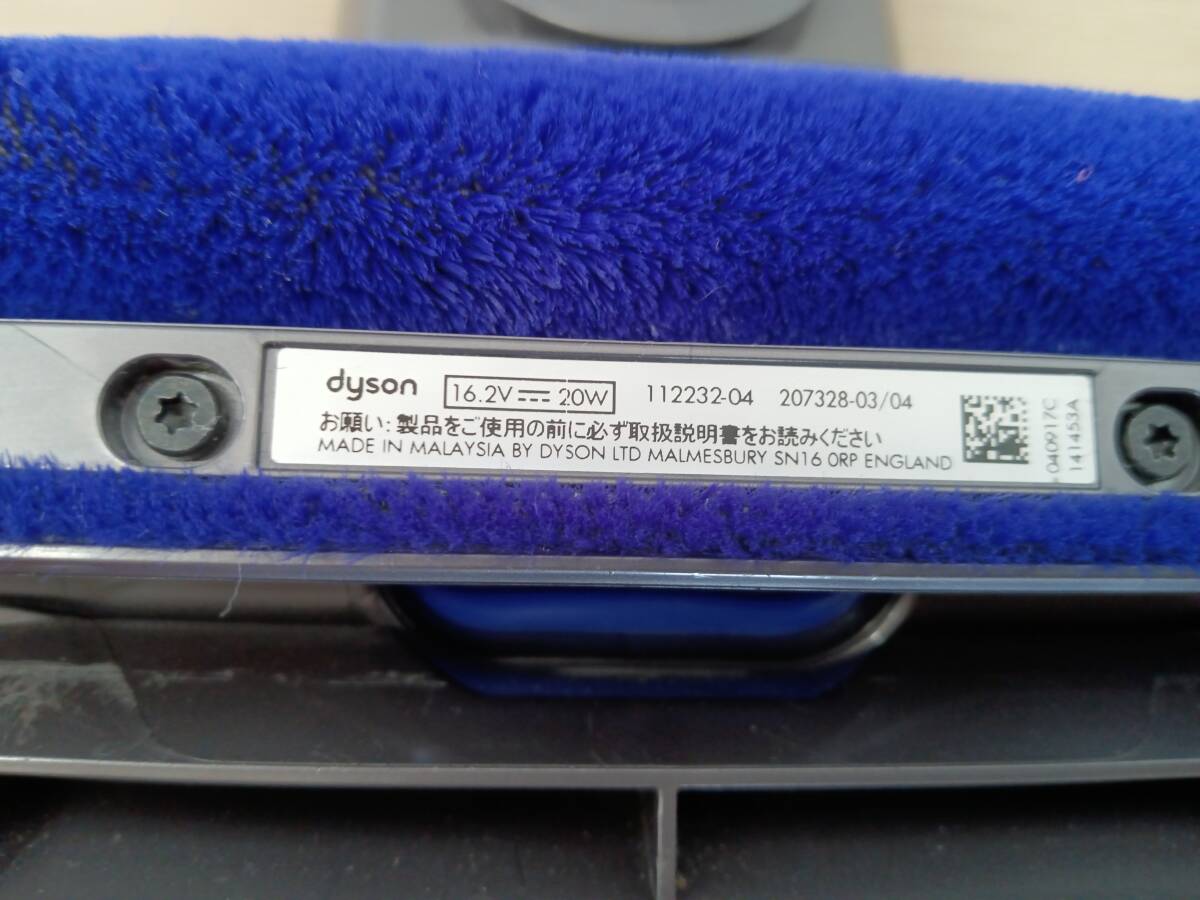 dyson 16.2V⎓20W 112232-04 207328-03/04
お願い:製品をご使用の前に必ず取扱説明書をお読みください
MADE IN MALAYSIA BY DYSON LTD MALMESBURY SN16 0RP ENGLAND
040917C
141453A